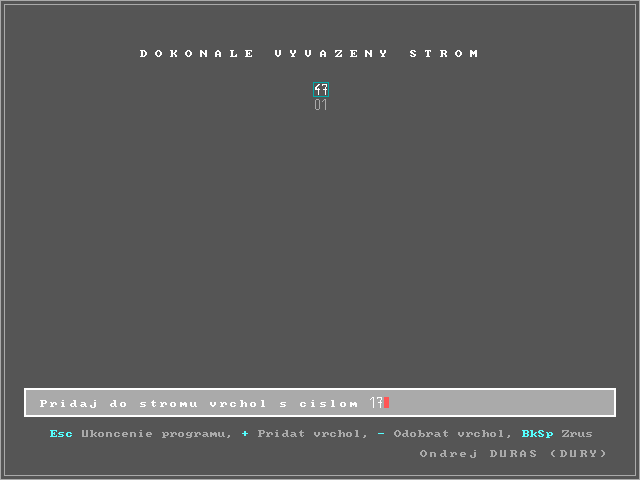 DOKONALE VYVAZENY STROM
47
01
Pridaj do stromu vrchol s cislom 17
Esc Ukoncenie programu, + Pridat vrchol, - Odobrat vrchol, BkSp Zrus
Ondrej DURAS (DURY)